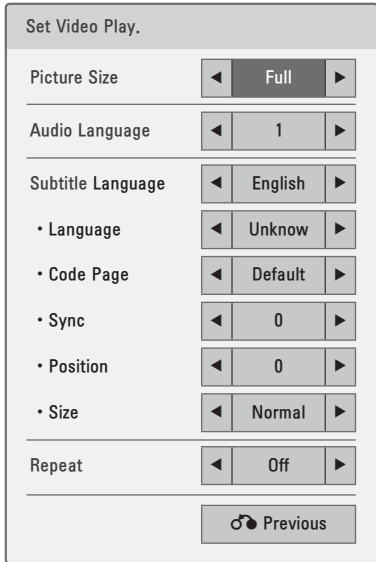 Set Video Play.
Picture Size ◀ Full ▶
Audio Language ◀ 1 ▶
Subtitle Language ◀ English ▶
• Language ◀ Unknow ▶
• Code Page ◀ Default ▶
• Sync ◀ 0 ▶
• Position ◀ 0 ▶
• Size ◀ Normal ▶
Repeat ◀ Off ▶
Previous